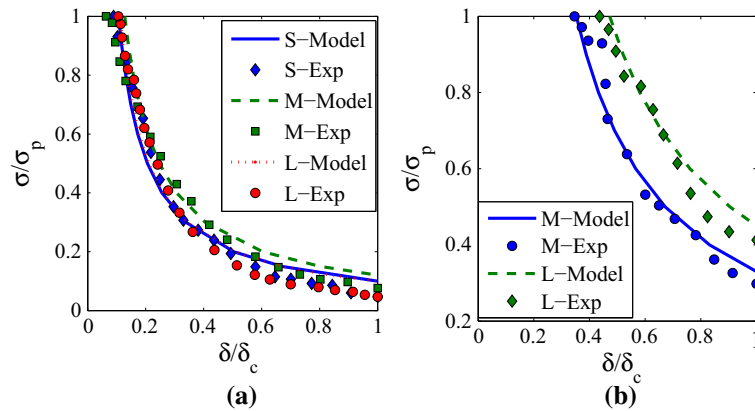 1
0.8
0.6
0.4
0.2
0
σ/σp
0 0.2 0.4 0.6 0.8 1
δ/δc
S−Model
S−Exp
M−Model
M−Exp
L−Model
L−Exp
(a)
1
0.8
0.6
0.4
0.2
σ/σp
0 0.2 0.4 0.6 0.8 1
δ/δc
M−Model
M−Exp
L−Model
L−Exp
(b)